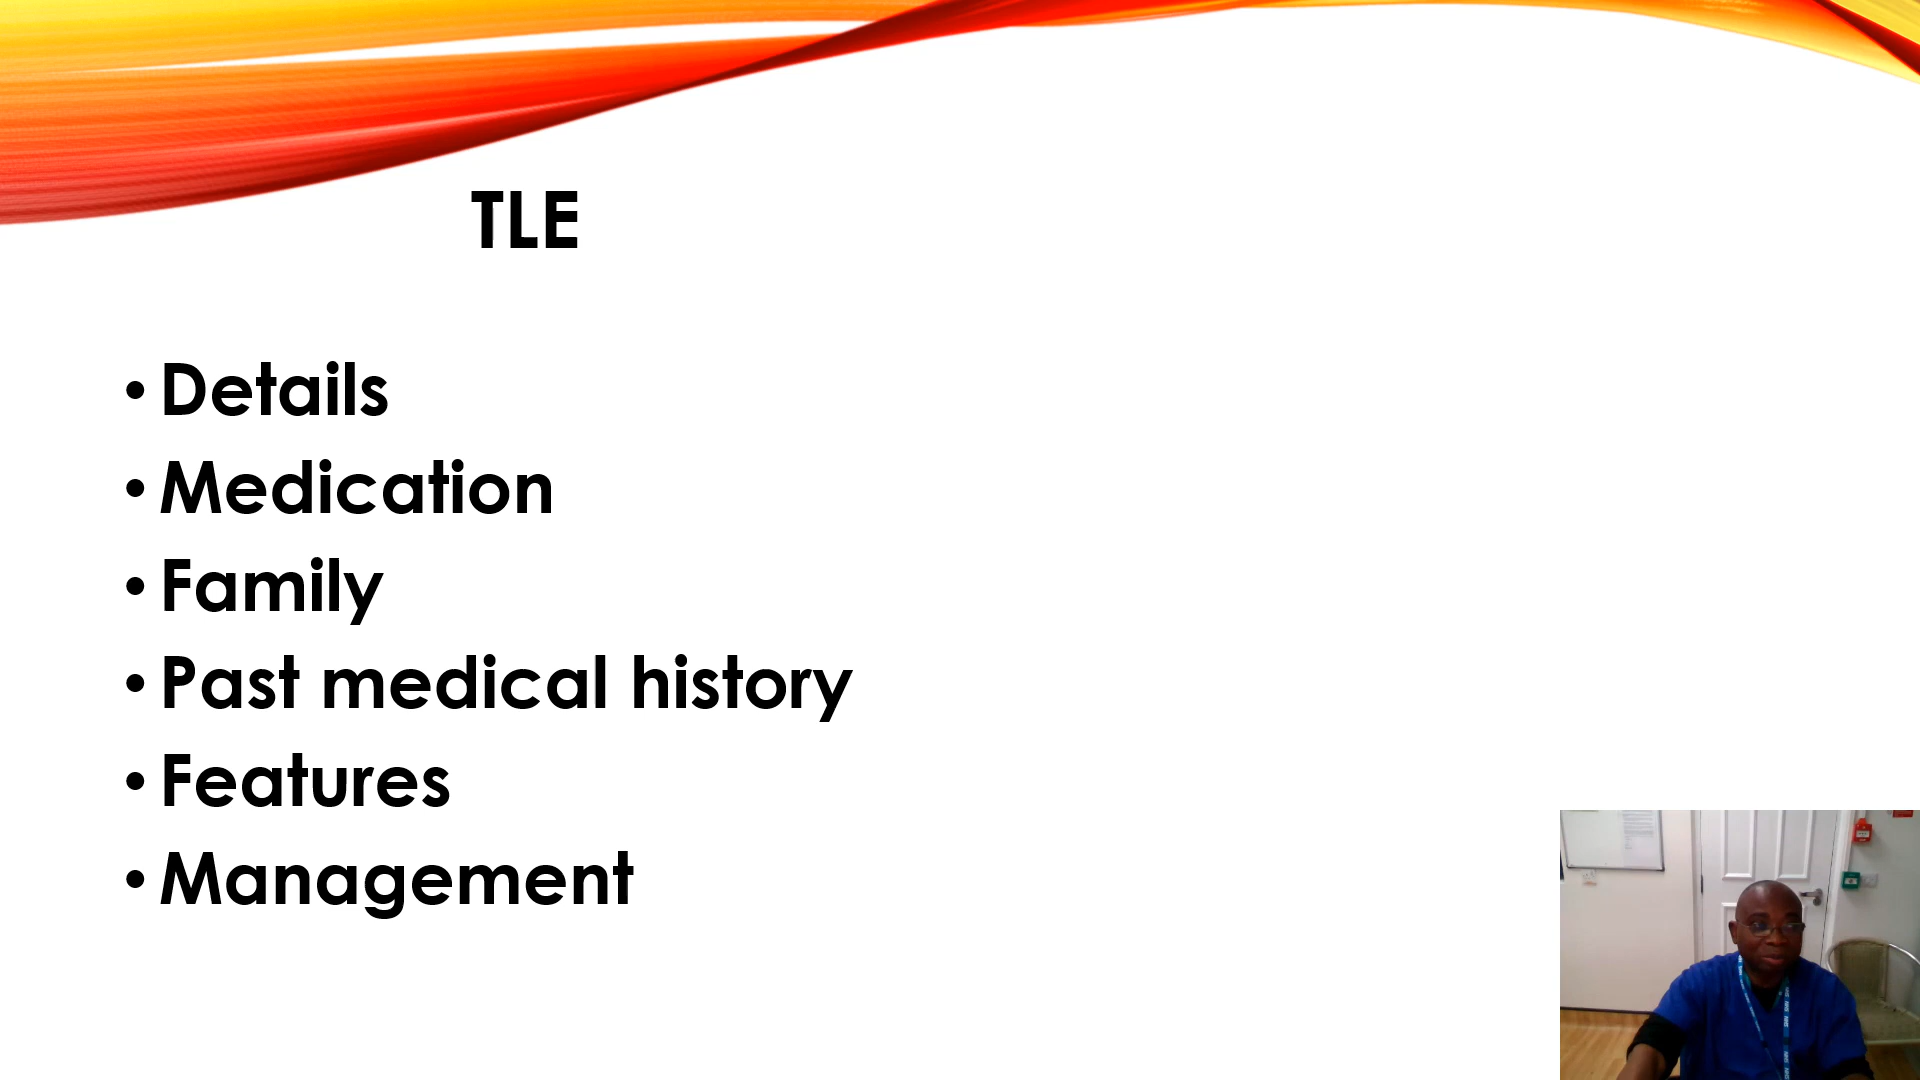 TLE
• Details
• Medication
• Family
• Past medical history
• Features
• Management